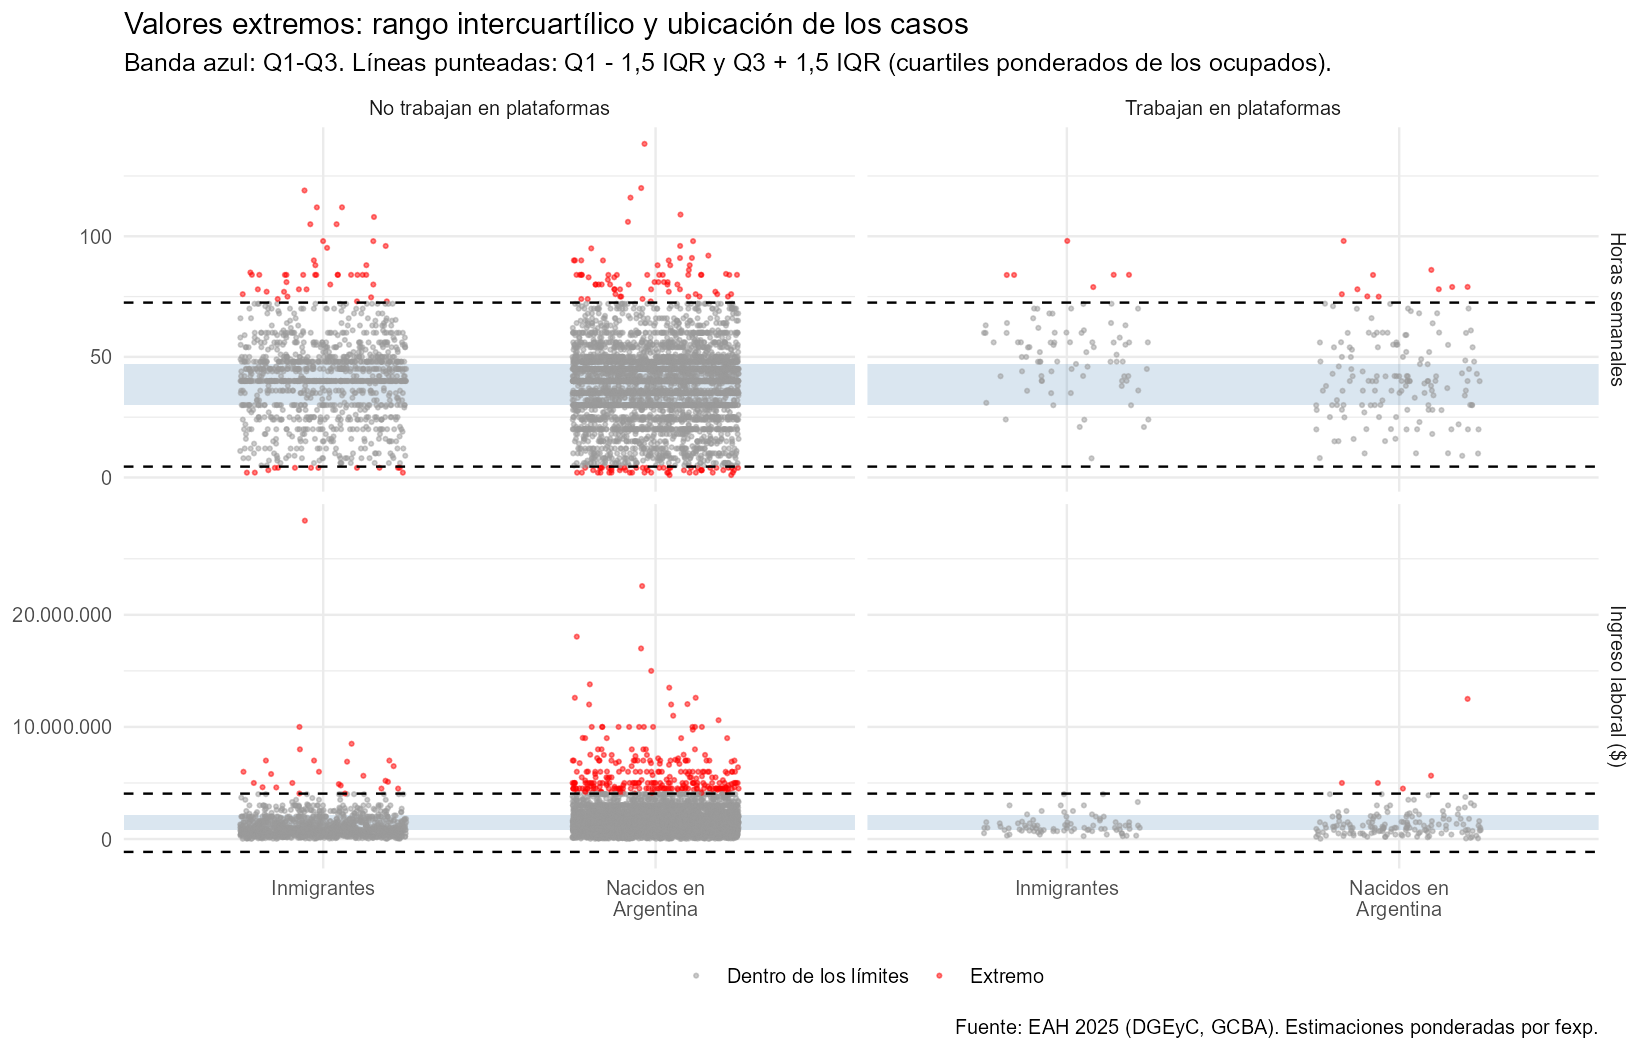 Valores extremos: rango intercuartílico y ubicación de los casos
Banda azul: Q1-Q3. Líneas punteadas: Q1 - 1,5 IQR y Q3 + 1,5 IQR (cuartiles ponderados de los ocupados).
No trabajan en plataformas
Trabajan en plataformas
100
50
0
Horas semanales
20.000.000
10.000.000
0
Ingreso laboral ($)
Inmigrantes
Nacidos en
Argentina
Inmigrantes
Nacidos en
Argentina
Dentro de los límites
Extremo
Fuente: EAH 2025 (DGEyC, GCBA). Estimaciones ponderadas por fexp.